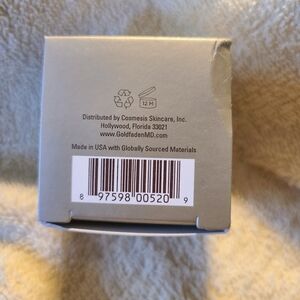 12 M
Distributed by Cosmesis Skincare, Inc.
Hollywood, Florida 33021
www.GoldfadenMD.com
Made in USA with Globally Sourced Materials
8 97598 00520 9